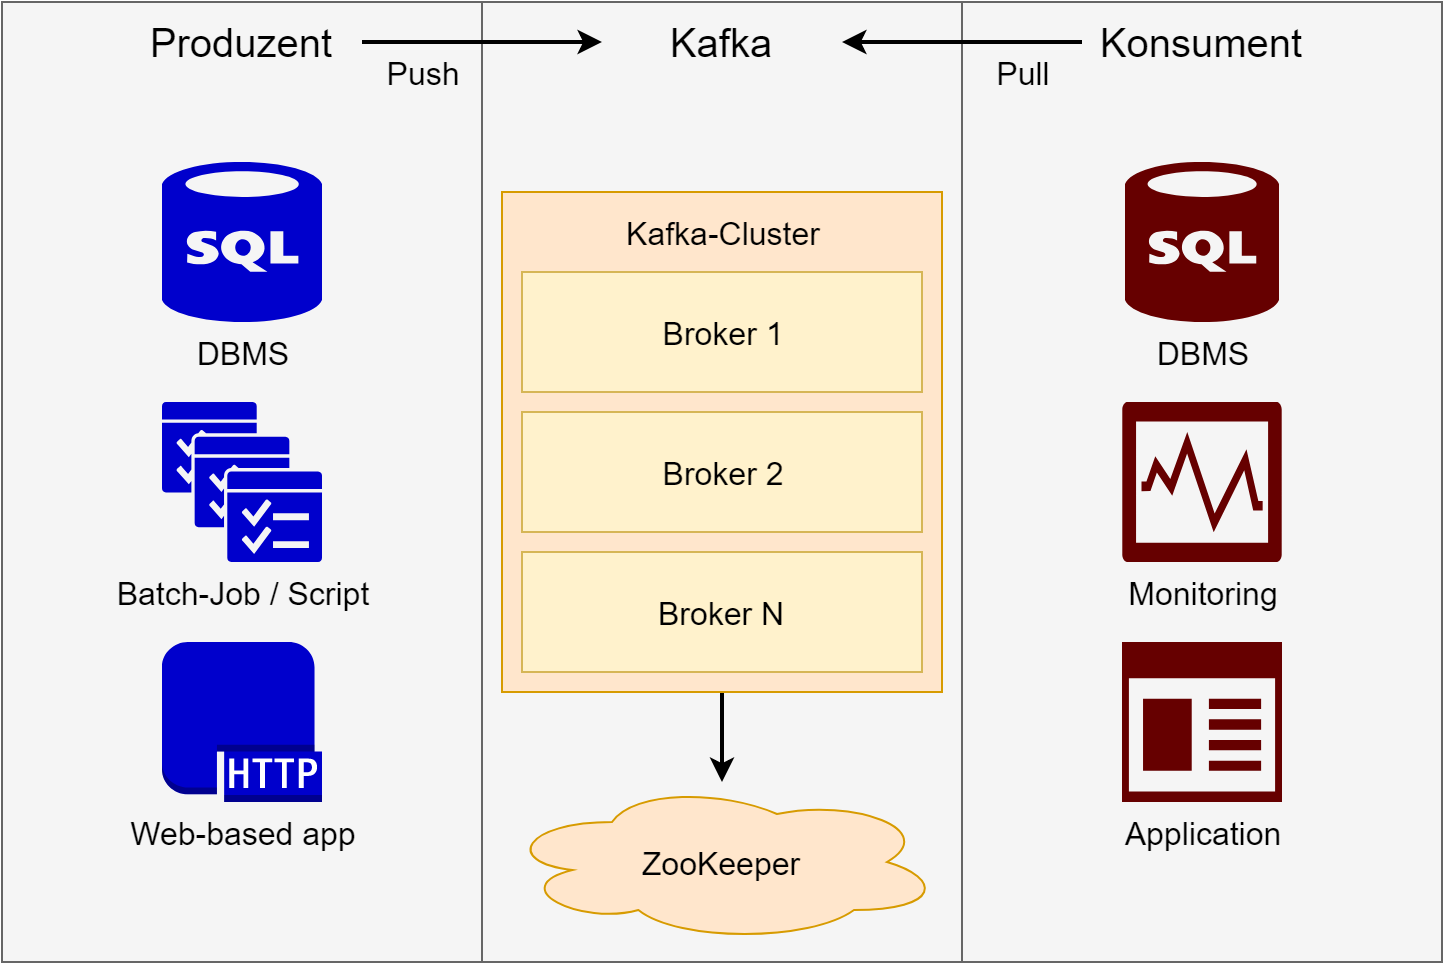 Produzent
Push
Kafka
Pull
Konsument
SQL
DBMS
Batch-Job / Script
HTTP
Web-based app
Kafka-Cluster
Broker 1
Broker 2
Broker N
ZooKeeper
SQL
DBMS
Monitoring
Application